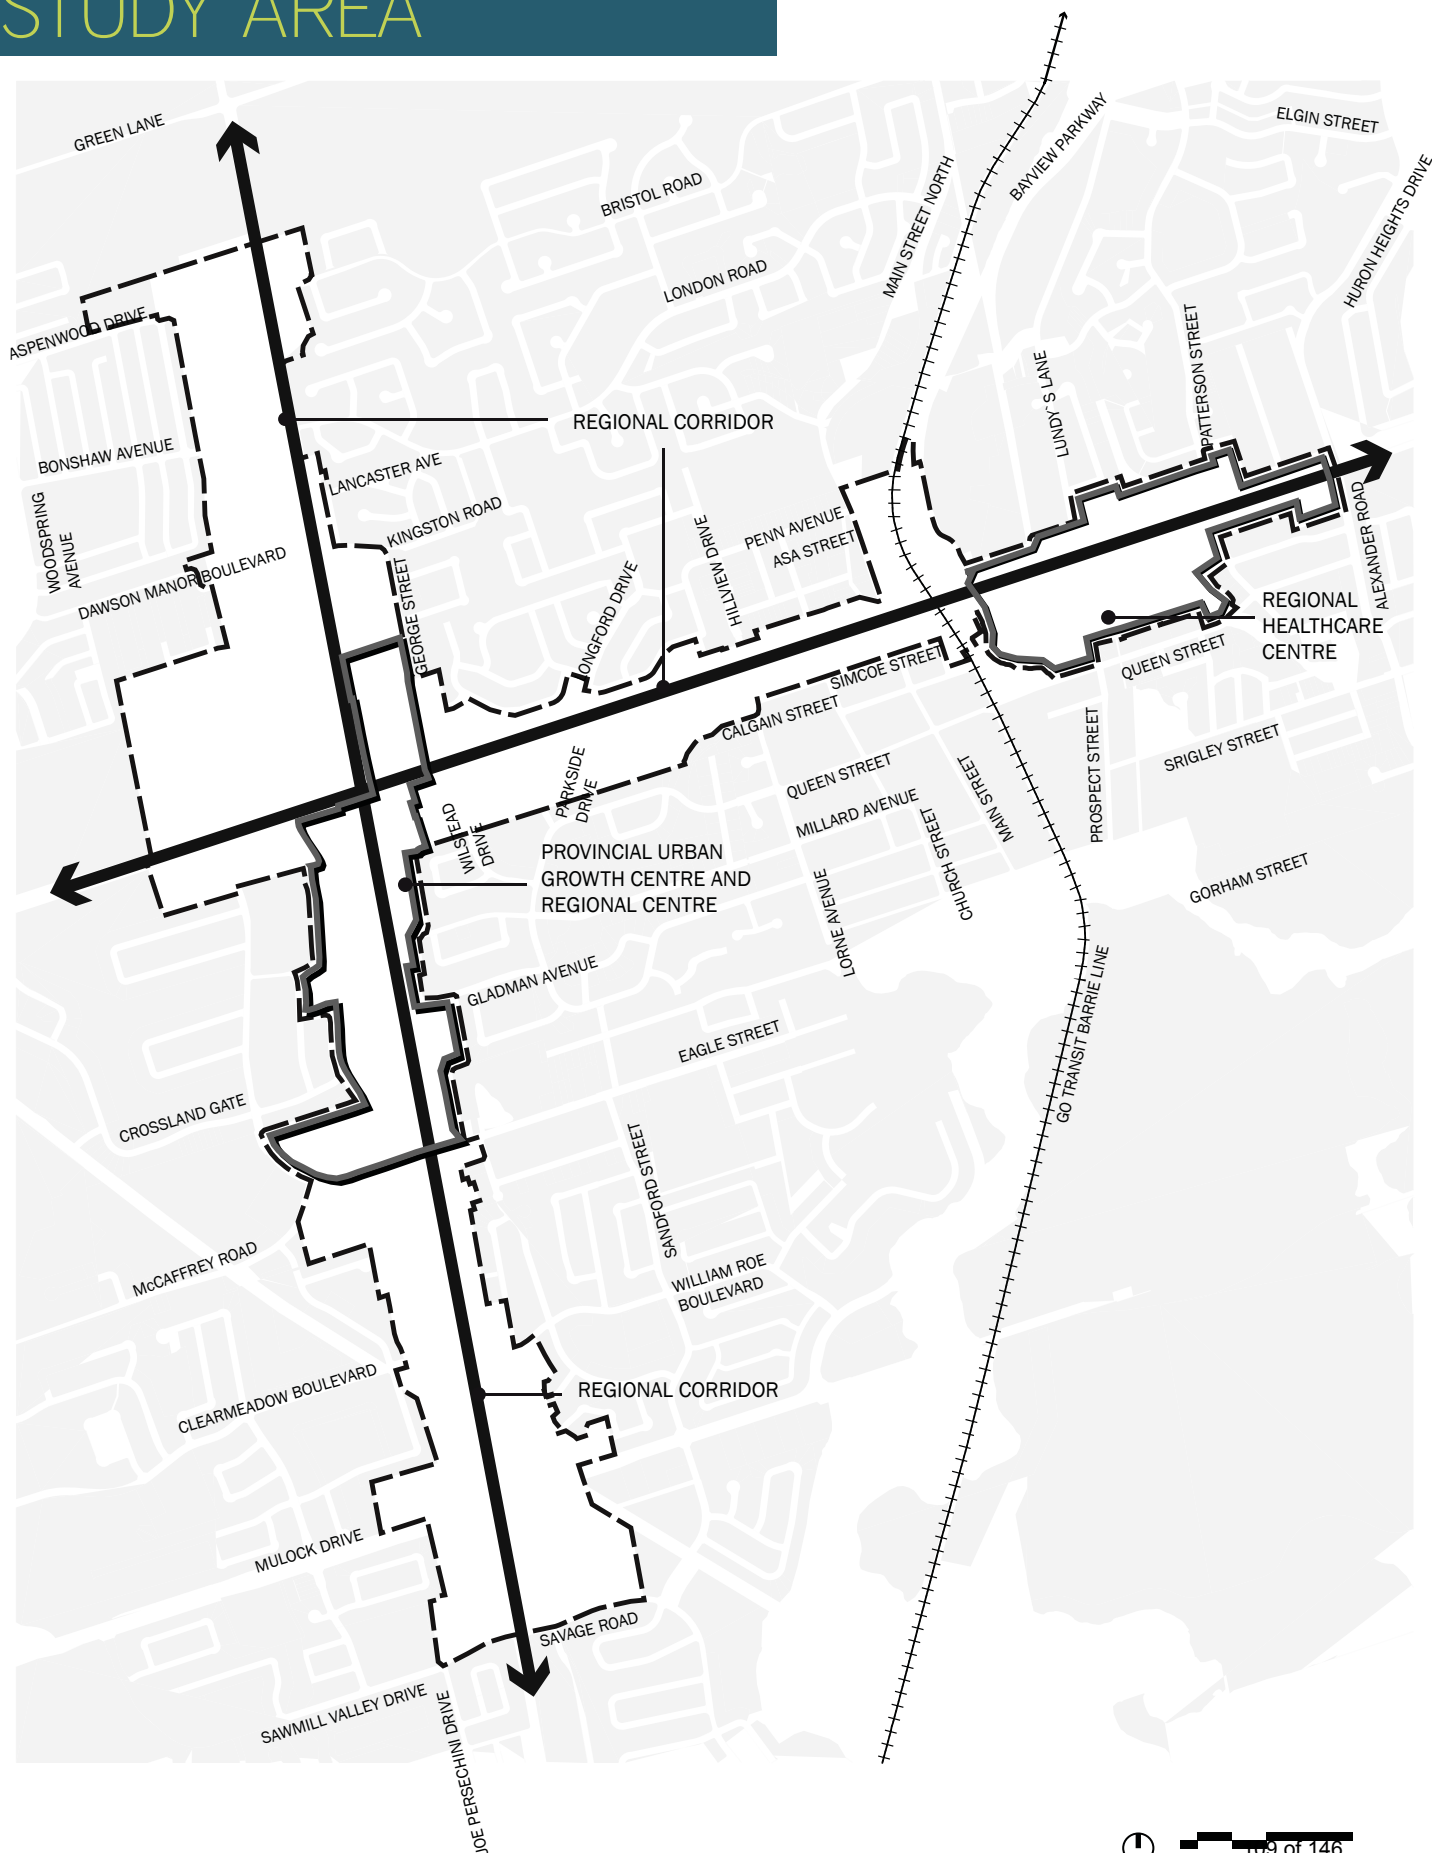 STUDY AREA
GREEN LANE
BRISTOL ROAD
LONDON ROAD
MAIN STREET NORTH
BAYVIEW PARKWAY
ELGIN STREET
HURON HEIGHTS DRIVE
ASPENWOOD DRIVE
PATTERSON STREET
LUNDY'S LANE
REGIONAL CORRIDOR
BONSHAW AVENUE
LANCASTER AVE
KINGSTON ROAD
WOODSPRING
AVENUE
DAWSON MANOR BOULEVARD
GEORGE STREET
LONGFORD DRIVE
HILLVIEW DRIVE
PENN AVENUE
ASA STREET
ALEXANDER ROAD
REGIONAL
HEALTHCARE
CENTRE
QUEEN STREET
SIMCOE STREET
CALGAIN STREET
PROSPECT STREET
SRIGLEY STREET
PARKSIDE
DRIVE
QUEEN STREET
MILLARD AVENUE
MAIN STREET
CHURCH STREET
WILSTEAD
DRIVE
PROVINCIAL URBAN
GROWTH CENTRE AND
REGIONAL CENTRE
LORNE AVENUE
GORHAM STREET
GLADMAN AVENUE
GO TRANSIT BARRIE LINE
EAGLE STREET
CROSSLAND GATE
SANDFORD STREET
McCAFFREY ROAD
WILLIAM ROE
BOULEVARD
CLEARMEADOW BOULEVARD
REGIONAL CORRIDOR
MULOCK DRIVE
SAVAGE ROAD
SAWMILL VALLEY DRIVE
JOE PERSECHINI DRIVE
109 of 146